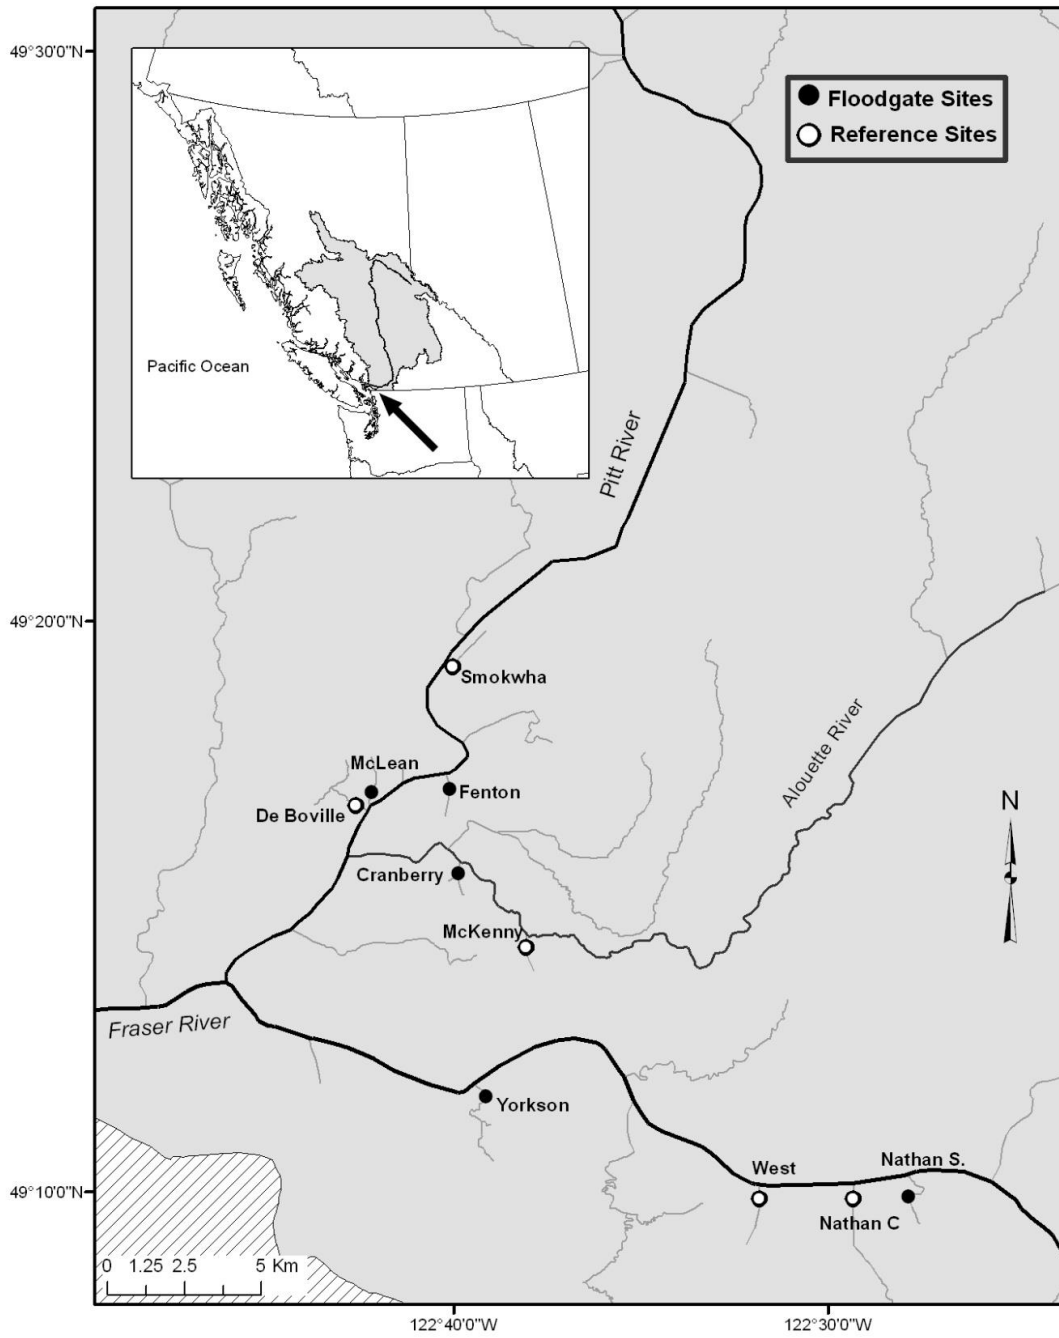 49°30'0"N
Floodgate Sites
Reference Sites
Pacific Ocean
Pitt River
49°20'0"N
Smokwha
McLean
Fenton
De Boville
Alouette River
N
Cranberry
McKenny
Fraser River
Yorkson
West
Nathan S.
49°10'0"N
Nathan C
0 1.25 2.5 5 Km
122°40'0"W
122°30'0"W